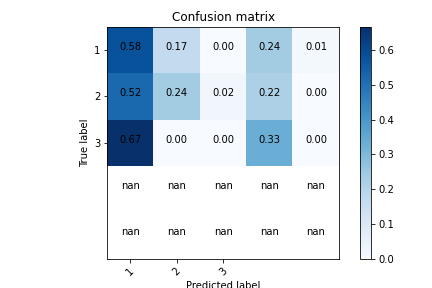 Confusion matrix
1 0.58 0.17 0.00 0.24 0.01 0.6
2 0.52 0.24 0.02 0.22 0.00 0.5
0.4
3 0.67 0.00 0.00 0.33 0.00 0.3
nan nan nan nan nan 0.2
0.1
nan nan nan nan nan
0.0
1 2 3
True label
Predicted label